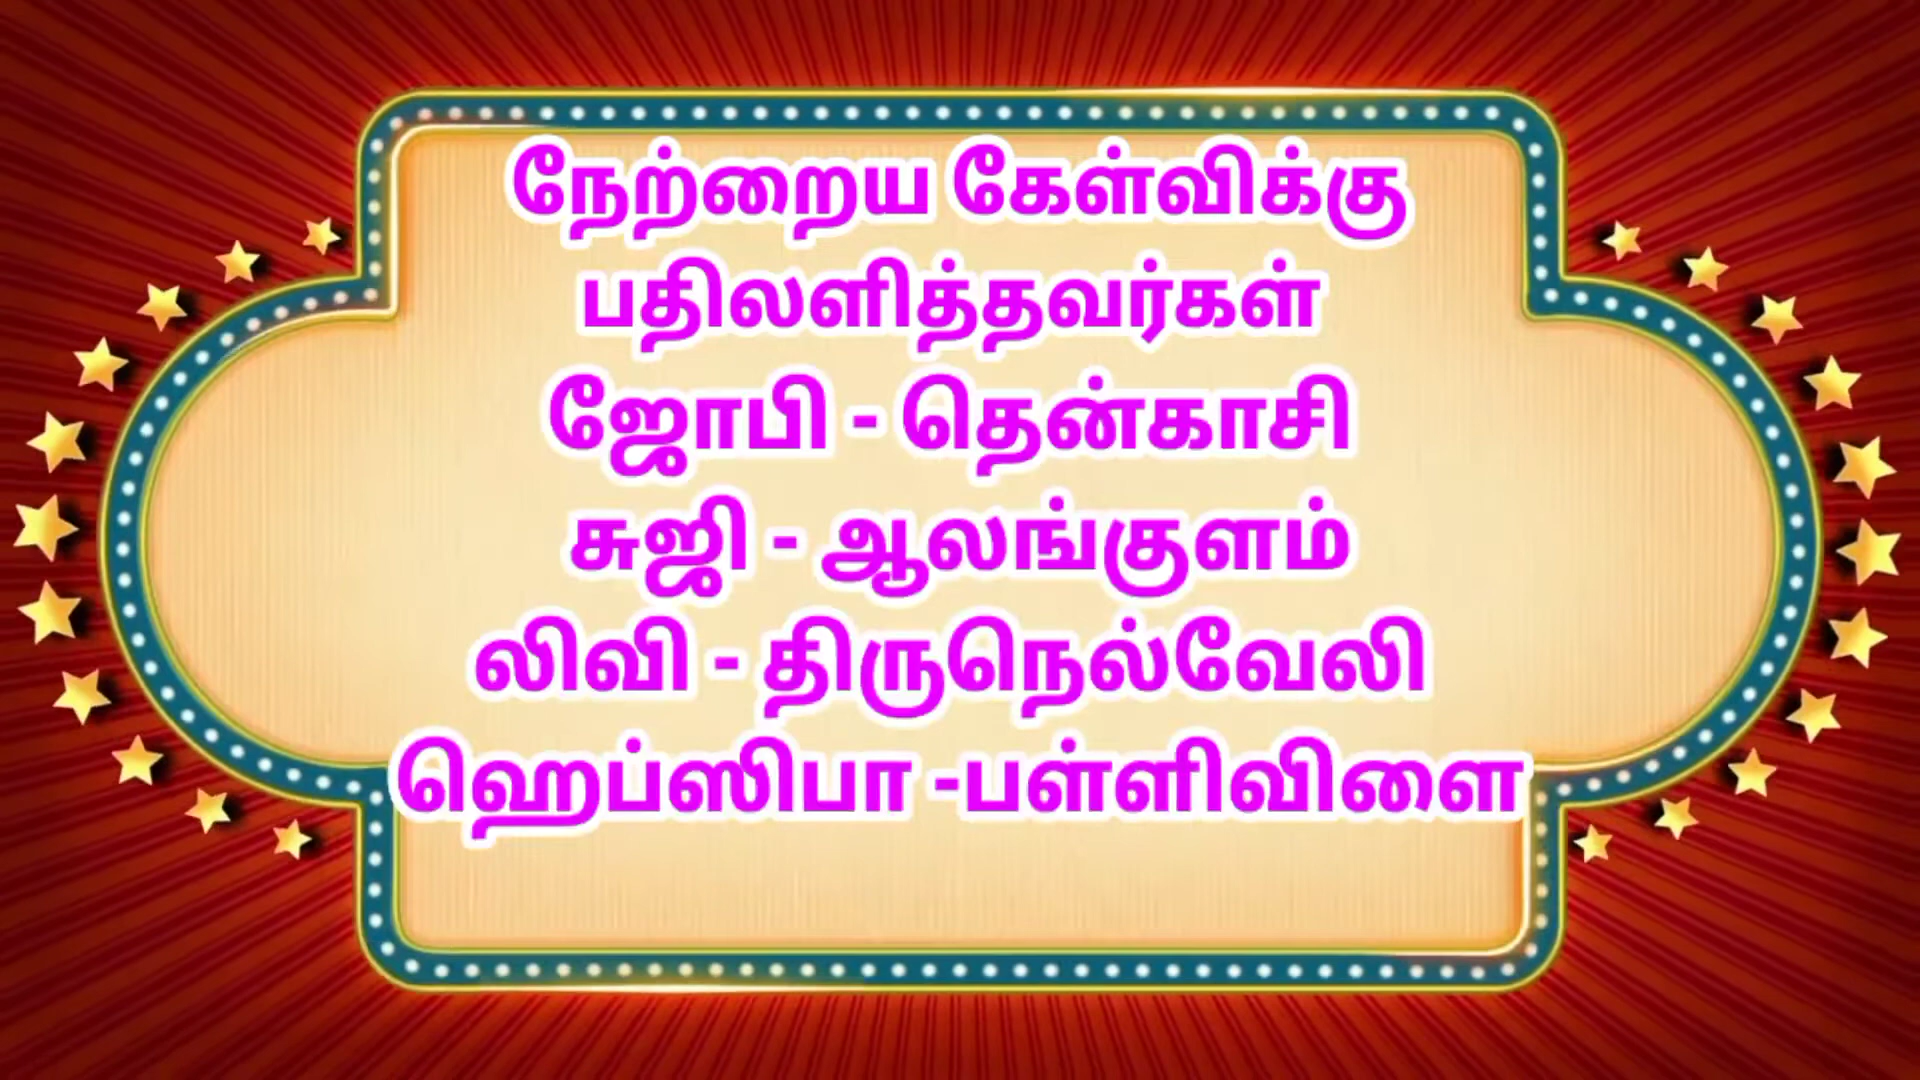 நேற்றைய கேள்விக்கு
பதிலளித்தவர்கள்
ஜோபி - தென்காசி
சுஜி - ஆலங்குளம்
லிவி - திருநெல்வேலி
ஹெப்ஸிபா -பள்ளிவிளை